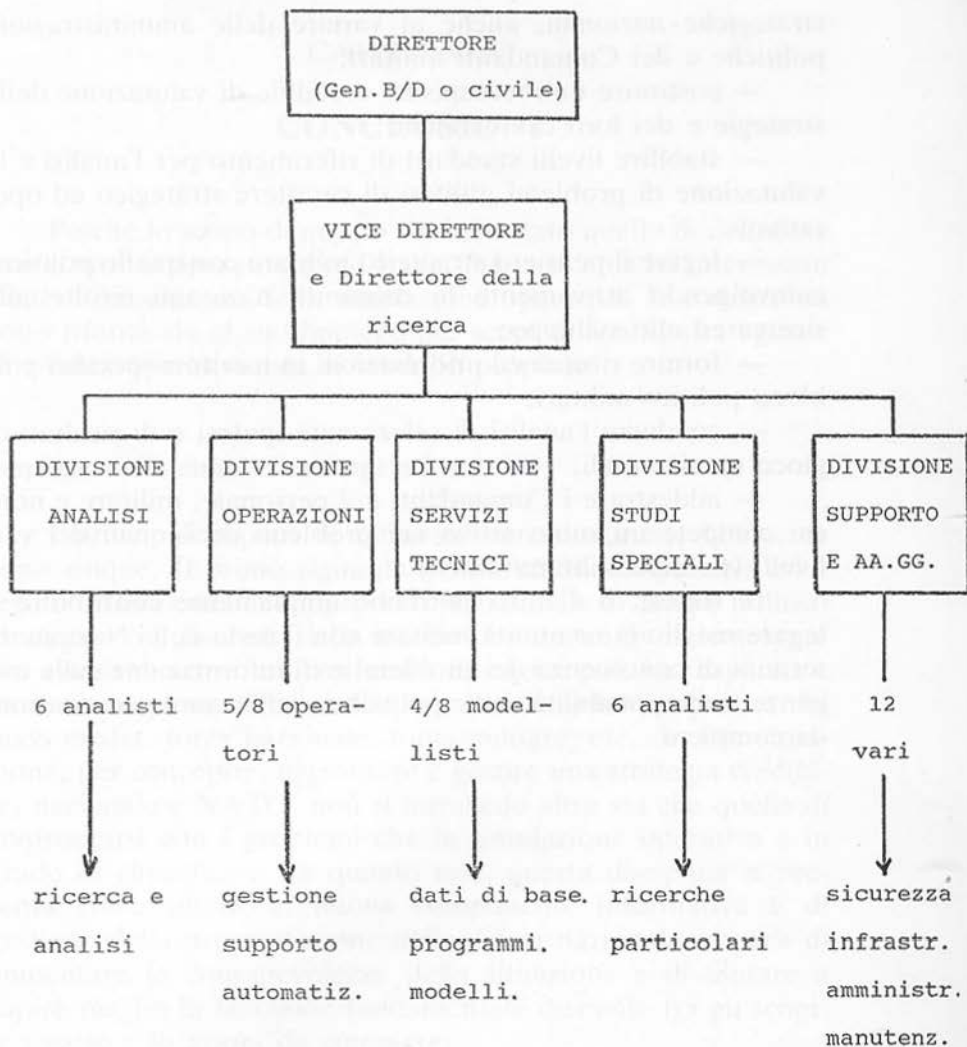 DIRETTORE
(Gen.B/D o civile)
VICE DIRETTORE
e Direttore della
ricerca
DIVISIONE
ANALISI
DIVISIONE
OPERAZIONI
DIVISIONE
SERVIZI
TECNICI
DIVISIONE
STUDI
SPECIALI
DIVISIONE
SUPPORTO
E AA.GG.
6 analisti
5/8 opera-
tori
4/8 model-
listi
6 analisti
12
vari
ricerca e
analisi
gestione
supporto
automatiz.
dati di base.
programmi.
modelli.
ricerche
particolari
sicurezza
infrastr.
amministr.
manutenz.